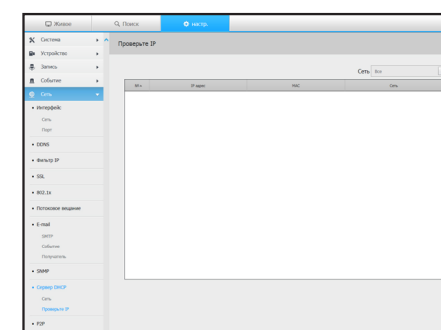 Живое
Поиск
настр.
Система
Устройство
Запись
Событие
Сеть
• Интерфейс
Сеть
Порт
• DDNS
• Фильтр IP
• SSL
• 802.1x
• Потоковое вещание
• E-mail
SMTP
Событие
Получатель
• SNMP
• Сервер DHCP
Сеть
Проверьте IP
• P2P
Проверьте IP
Сеть Все
№
IP адрес
MAC
Сеть